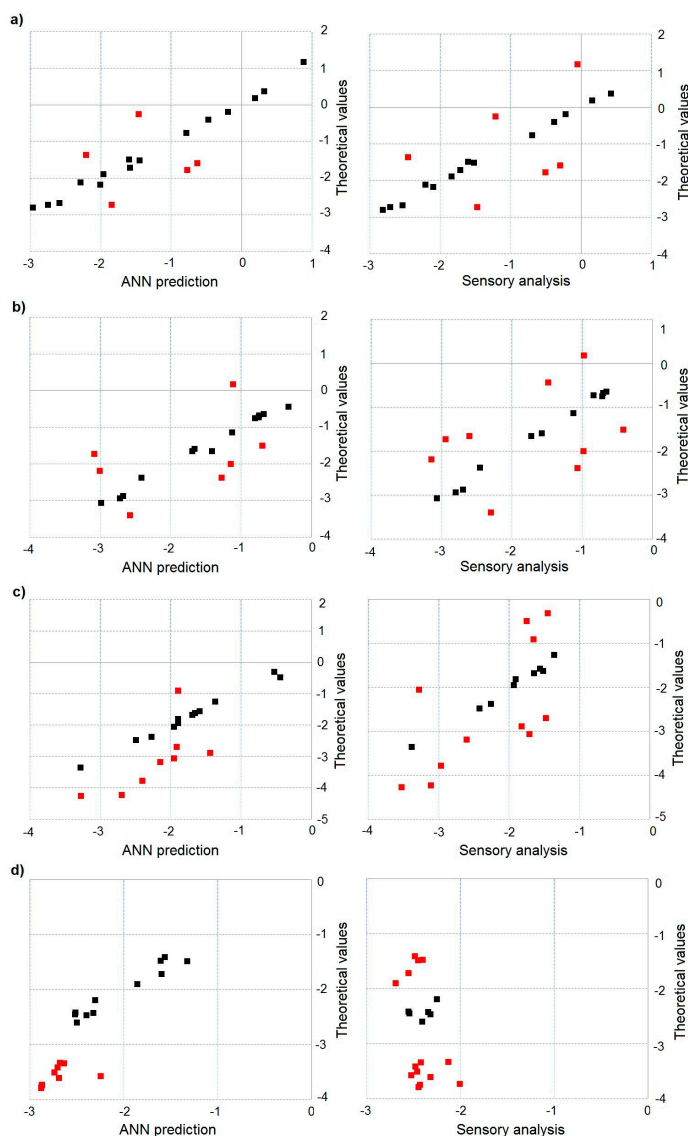 a)
2
1
0
-1
-2
-3
-4
Theoretical values
-3 -2 -1 0 1
ANN prediction
2
1
0
-1
-2
-3
-4
Theoretical values
-3 -2 -1 0 1
Sensory analysis
b)
2
1
0
-1
-2
-3
-4
Theoretical values
-4 -3 -2 -1 0
ANN prediction
1
0
-1
-2
-3
-4
Theoretical values
-4 -3 -2 -1 0
Sensory analysis
c)
2
1
0
-1
-2
-3
-4
-5
Theoretical values
-4 -3 -2 -1 0
ANN prediction
0
-1
-2
-3
-4
-5
Theoretical values
-4 -3 -2 -1 0
Sensory analysis
d)
0
-1
-2
-3
-4
Theoretical values
-3 -2 -1 0
ANN prediction
0
-1
-2
-3
-4
Theoretical values
-3 -2 -1 0
Sensory analysis